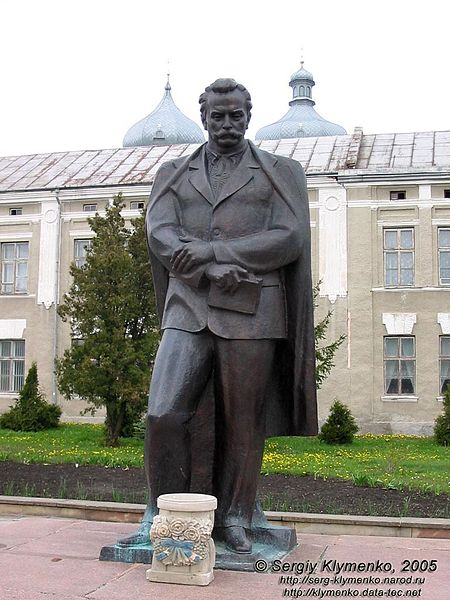 © Sergiy Klymenko, 2005
http://serg-klymenko.narod.ru
http://klymenko.data-tec.net